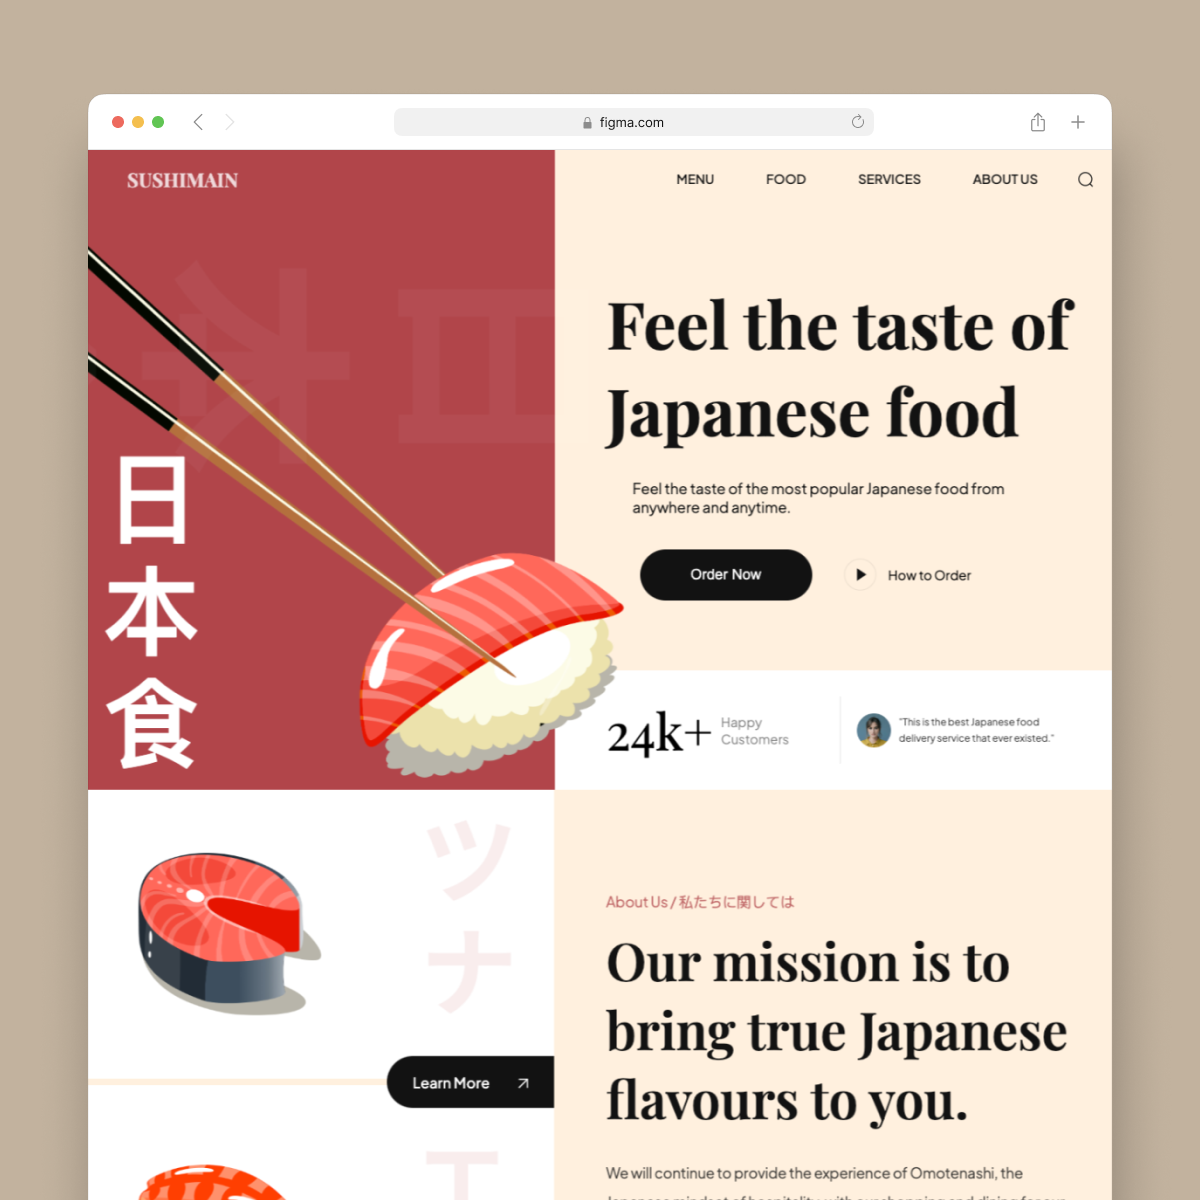 figma.com
SUSHIMAIN
MENU
FOOD
SERVICES
ABOUT US
日本
Feel the taste of
Japanese food
Feel the taste of the most popular Japanese food from
anywhere and anytime.
Order Now
How to Order
日
本
食
24k+
Happy
Customers
"This is the best Japanese food
delivery service that ever existed."
ツ
ナ
Learn More
エ
About Us / 私たちに関しては
Our mission is to
bring true Japanese
flavours to you.
We will continue to provide the experience of Omotenashi, the